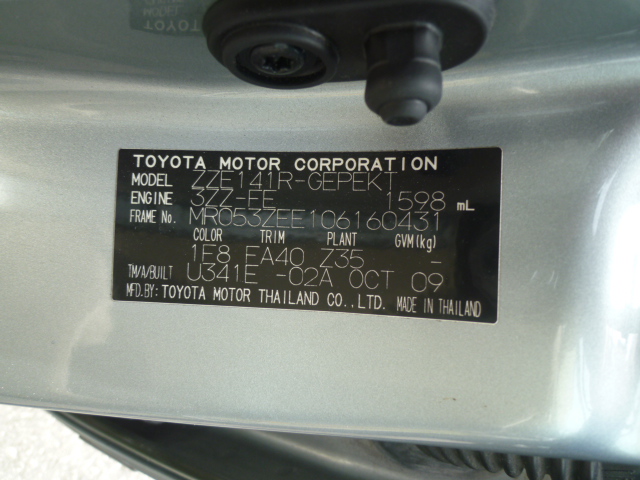 TOYOTA MOTOR CORPORATION
MODEL ZZE141R-GEPEKT
ENGINE 3ZZ-FE 1598 mL
FRAME No. MR053ZEE106160431
COLOR TRIM PLANT GVM(kg)
1F8 FA40 Z35 -
TM/A/BUILT U341E -02A OCT 09
MFD.BY: TOYOTA MOTOR THAILAND CO.,LTD. MADE IN THAILAND